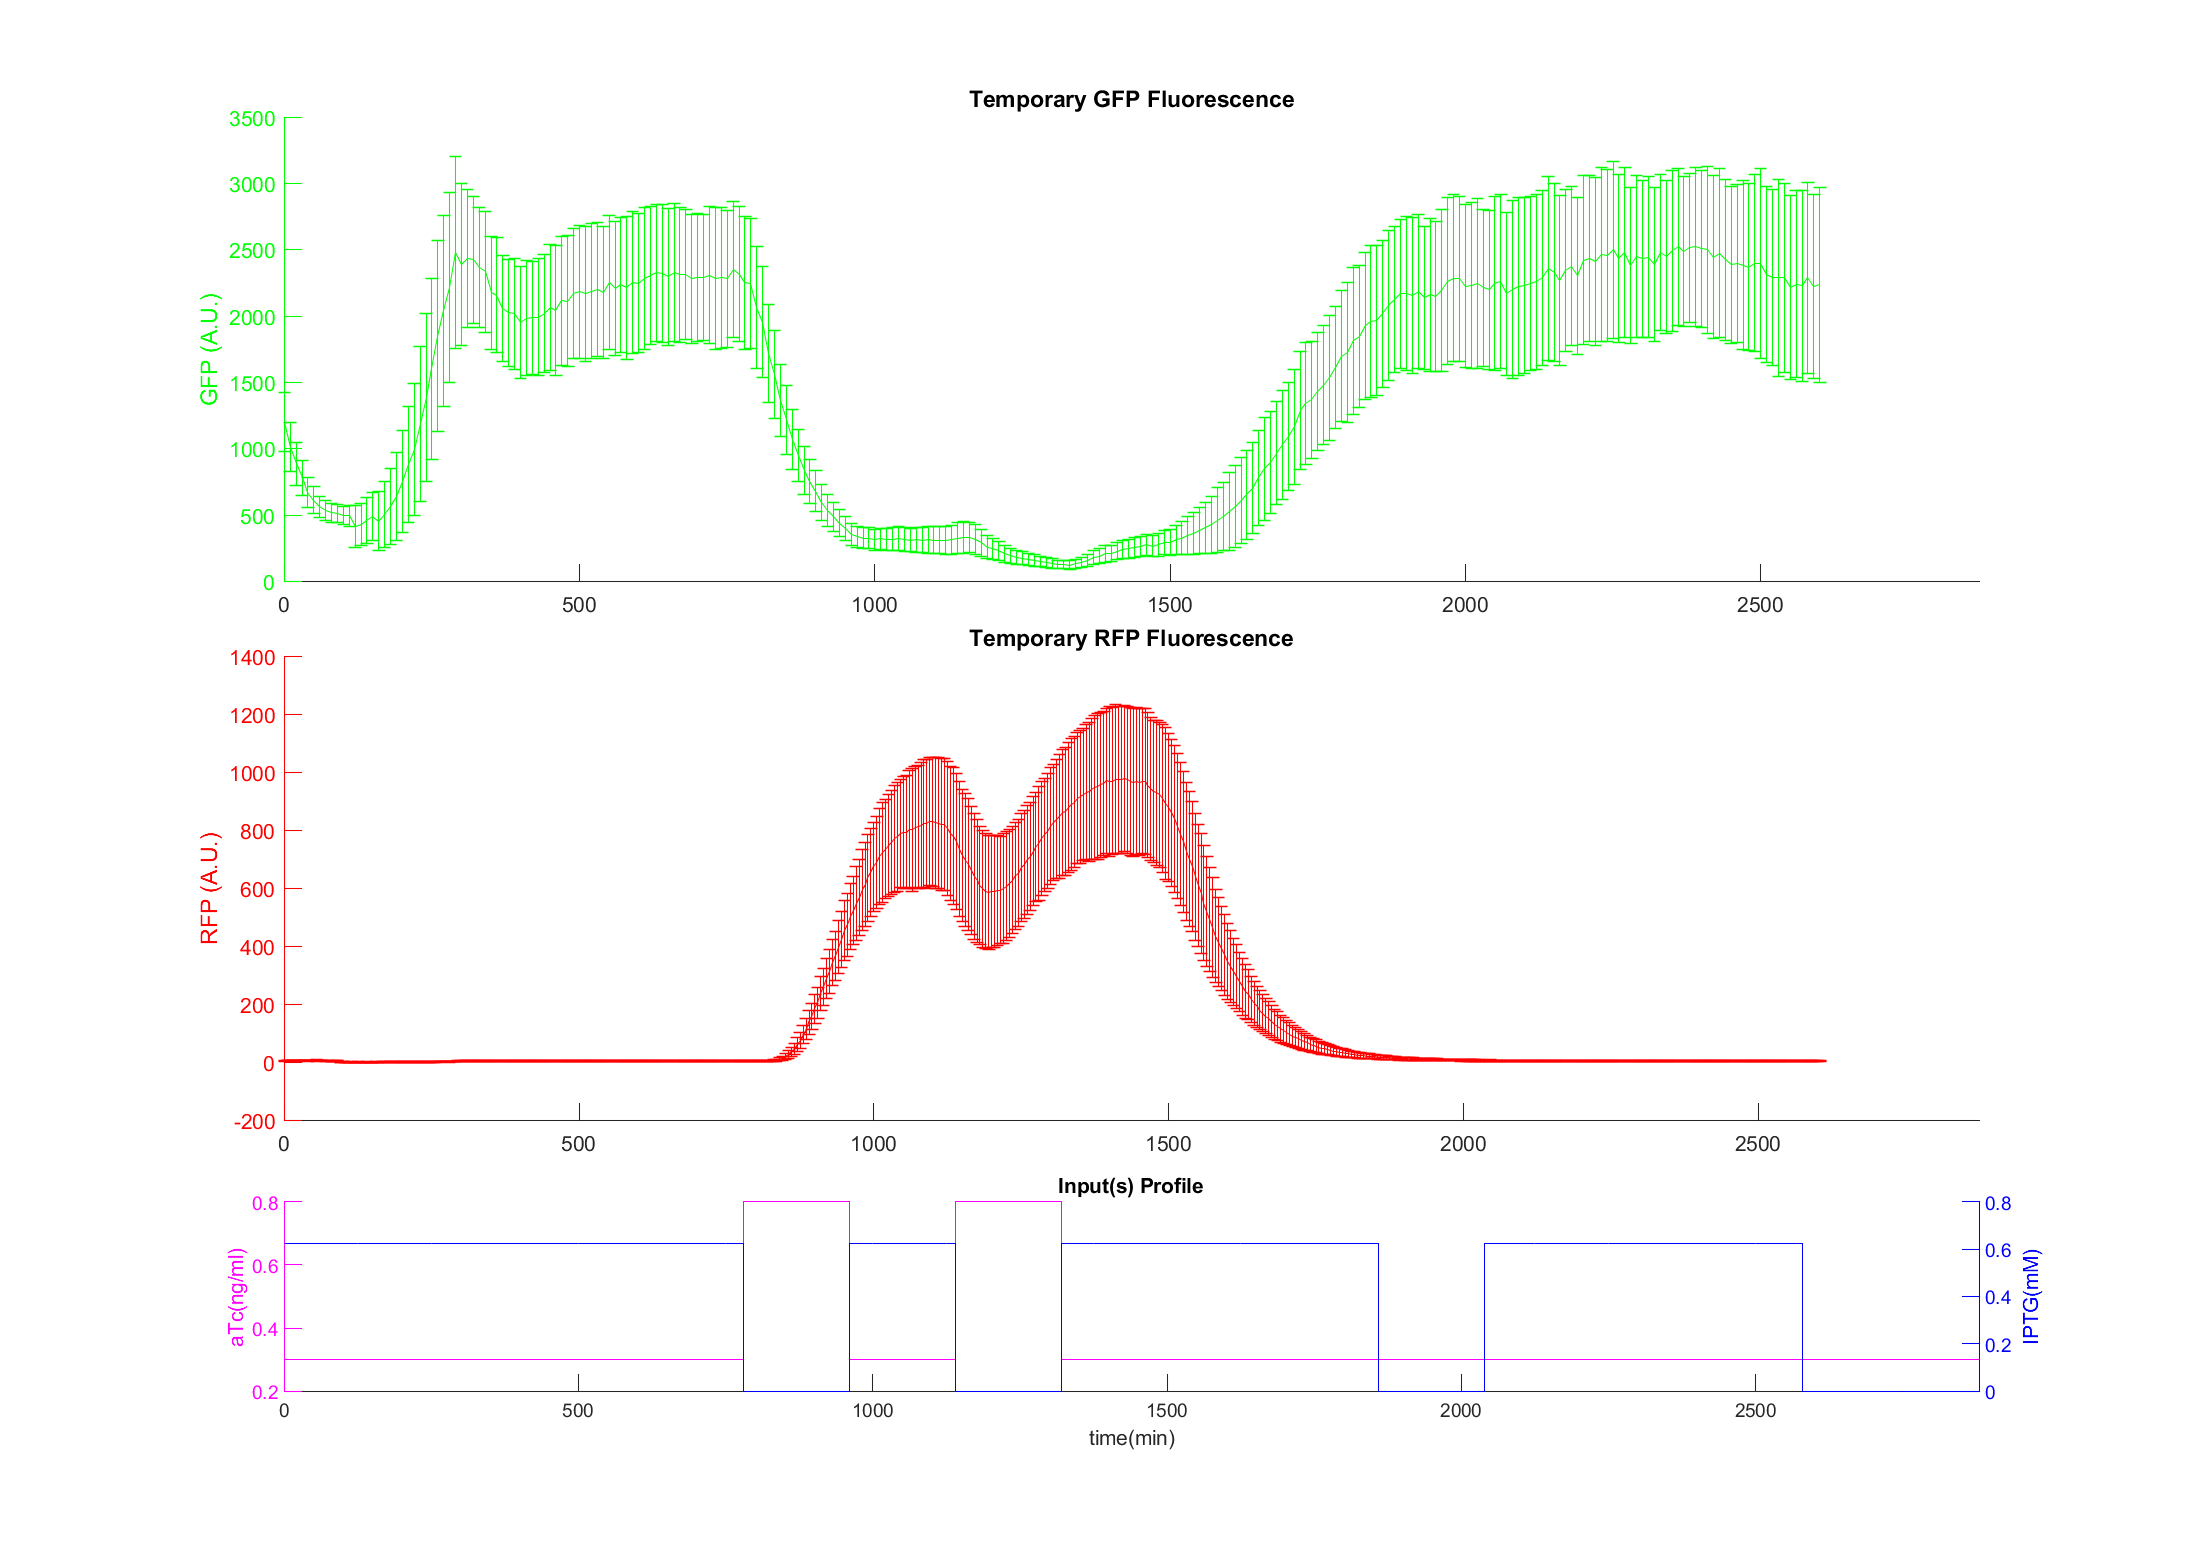 Temporary GFP Fluorescence
3500
3000
2500
2000
1500
1000
500
0
GFP (A.U.)
0 500 1000 1500 2000 2500
Temporary RFP Fluorescence
1400
1200
1000
800
600
400
200
0
-200
RFP (A.U.)
0 500 1000 1500 2000 2500
Input(s) Profile
0.8
0.6
0.4
0.2
aTc(ng/ml)
0.8
0.6
0.4
0.2
0
IPTG(mM)
0 500 1000 1500 2000 2500
time(min)